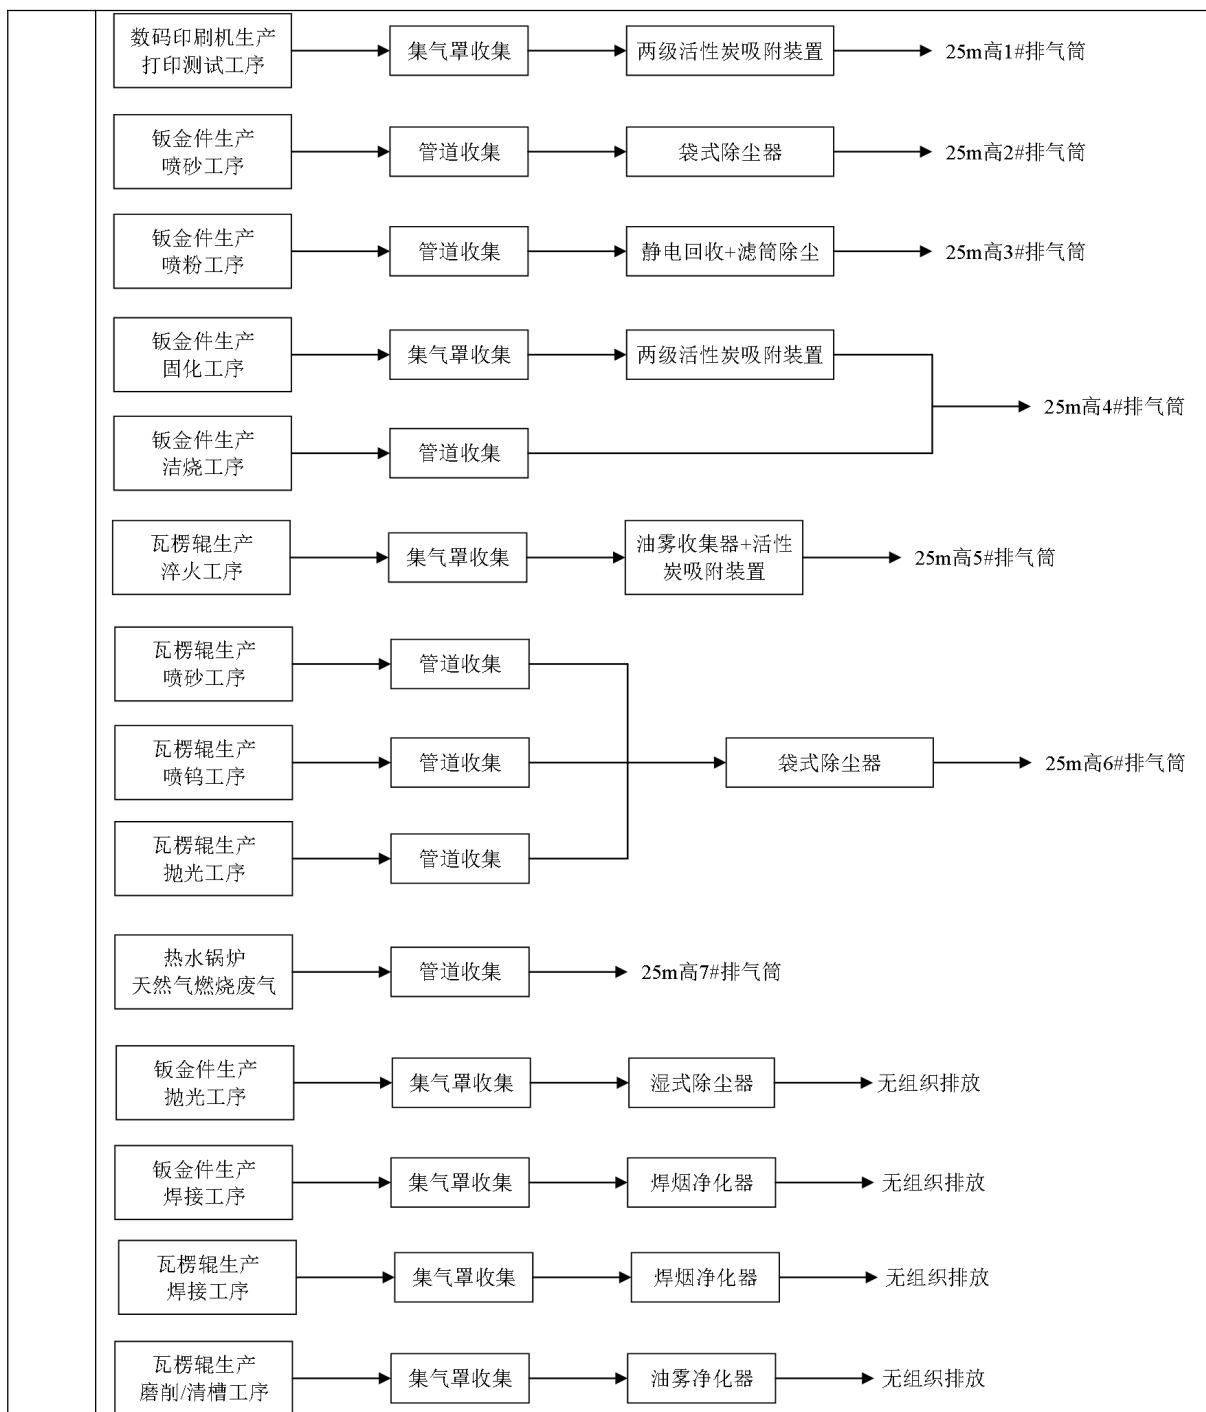 数码印刷机生产
打印测试工序
集气罩收集
两级活性炭吸附装置
25m高1#排气筒
钣金件生产
喷砂工序
管道收集
袋式除尘器
25m高2#排气筒
钣金件生产
喷粉工序
管道收集
静电回收+滤筒除尘
25m高3#排气筒
钣金件生产
固化工序
集气罩收集
两级活性炭吸附装置
25m高4#排气筒
钣金件生产
洁烧工序
管道收集
瓦楞辊生产
淬火工序
集气罩收集
油雾收集器+活性
炭吸附装置
25m高5#排气筒
瓦楞辊生产
喷砂工序
管道收集
瓦楞辊生产
喷钨工序
管道收集
袋式除尘器
25m高6#排气筒
瓦楞辊生产
抛光工序
管道收集
热水锅炉
天然气燃烧废气
管道收集
25m高7#排气筒
钣金件生产
抛光工序
集气罩收集
湿式除尘器
无组织排放
钣金件生产
焊接工序
集气罩收集
焊烟净化器
无组织排放
瓦楞辊生产
焊接工序
集气罩收集
焊烟净化器
无组织排放
瓦楞辊生产
磨削/清槽工序
集气罩收集
油雾净化器
无组织排放